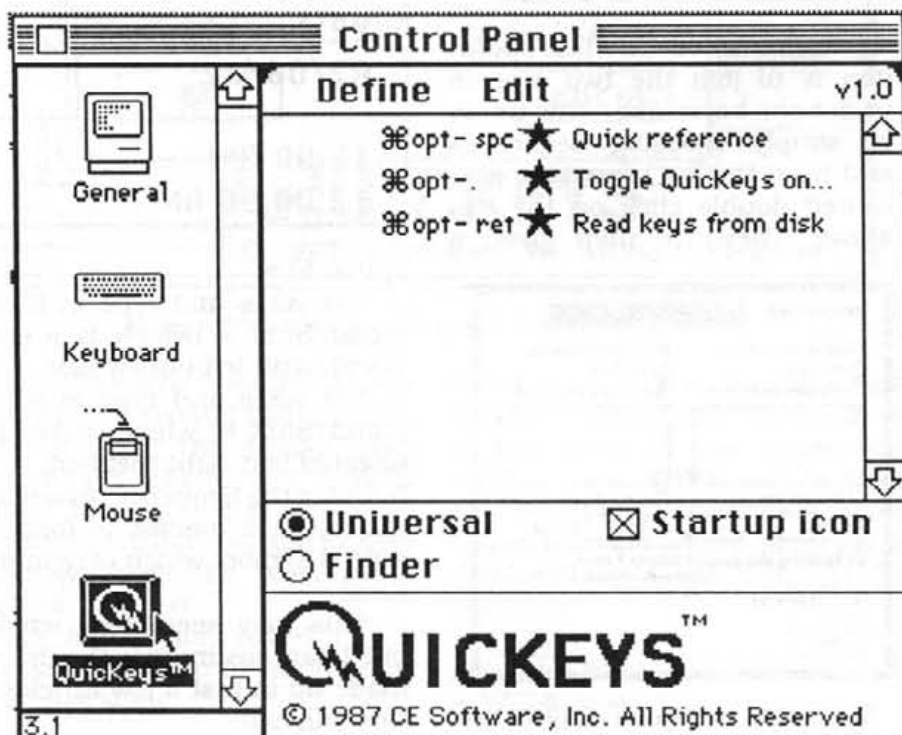 Control Panel
General
Keyboard
Mouse
QuicKeys™
3.1
Define Edit v1.0
⌘ opt- spc ★ Quick reference
⌘ opt- . ★ Toggle QuicKeys on...
⌘ opt- ret ★ Read keys from disk
Universal Startup icon
Finder
QUICKEYS™
© 1987 CE Software, Inc. All Rights Reserved